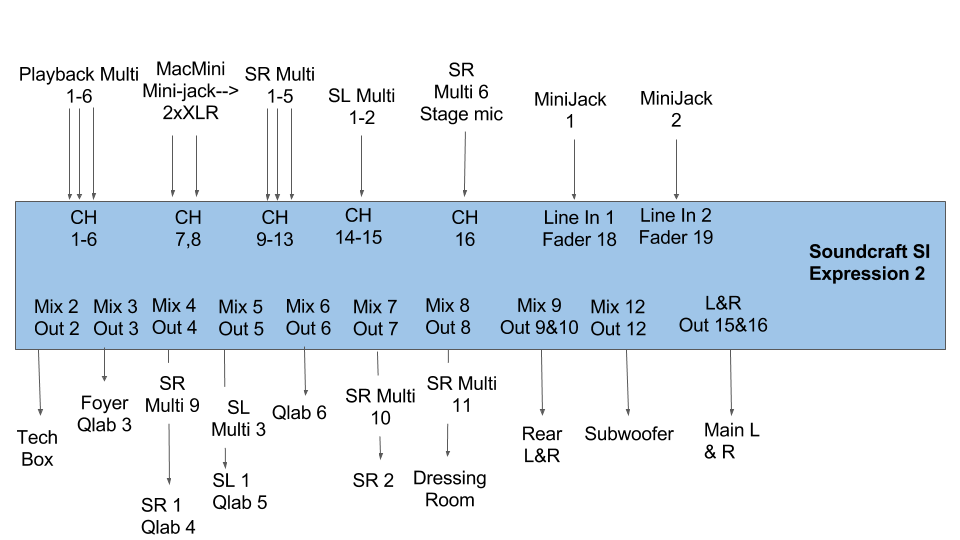 Playback Multi
1-6
MacMini
Mini-jack-->
2xXLR
SR Multi
1-5
SL Multi
1-2
SR
Multi 6
Stage mic
MiniJack
1
MiniJack
2
CH
1-6
CH
7,8
CH
9-13
CH
14-15
CH
16
Line In 1
Fader 18
Line In 2
Fader 19
Soundcraft SI
Expression 2
Mix 2
Out 2
Mix 3
Out 3
Mix 4
Out 4
Mix 5
Out 5
Mix 6
Out 6
Mix 7
Out 7
Mix 8
Out 8
Mix 9
Out 9&10
Mix 12
Out 12
L&R
Out 15&16
Tech
Box
Foyer
Qlab 3
SR
Multi 9
SR 1
Qlab 4
SL
Multi 3
SL 1
Qlab 5
Qlab 6
SR Multi
10
SR 2
SR Multi
11
Dressing
Room
Rear
L&R
Subwoofer
Main L
& R